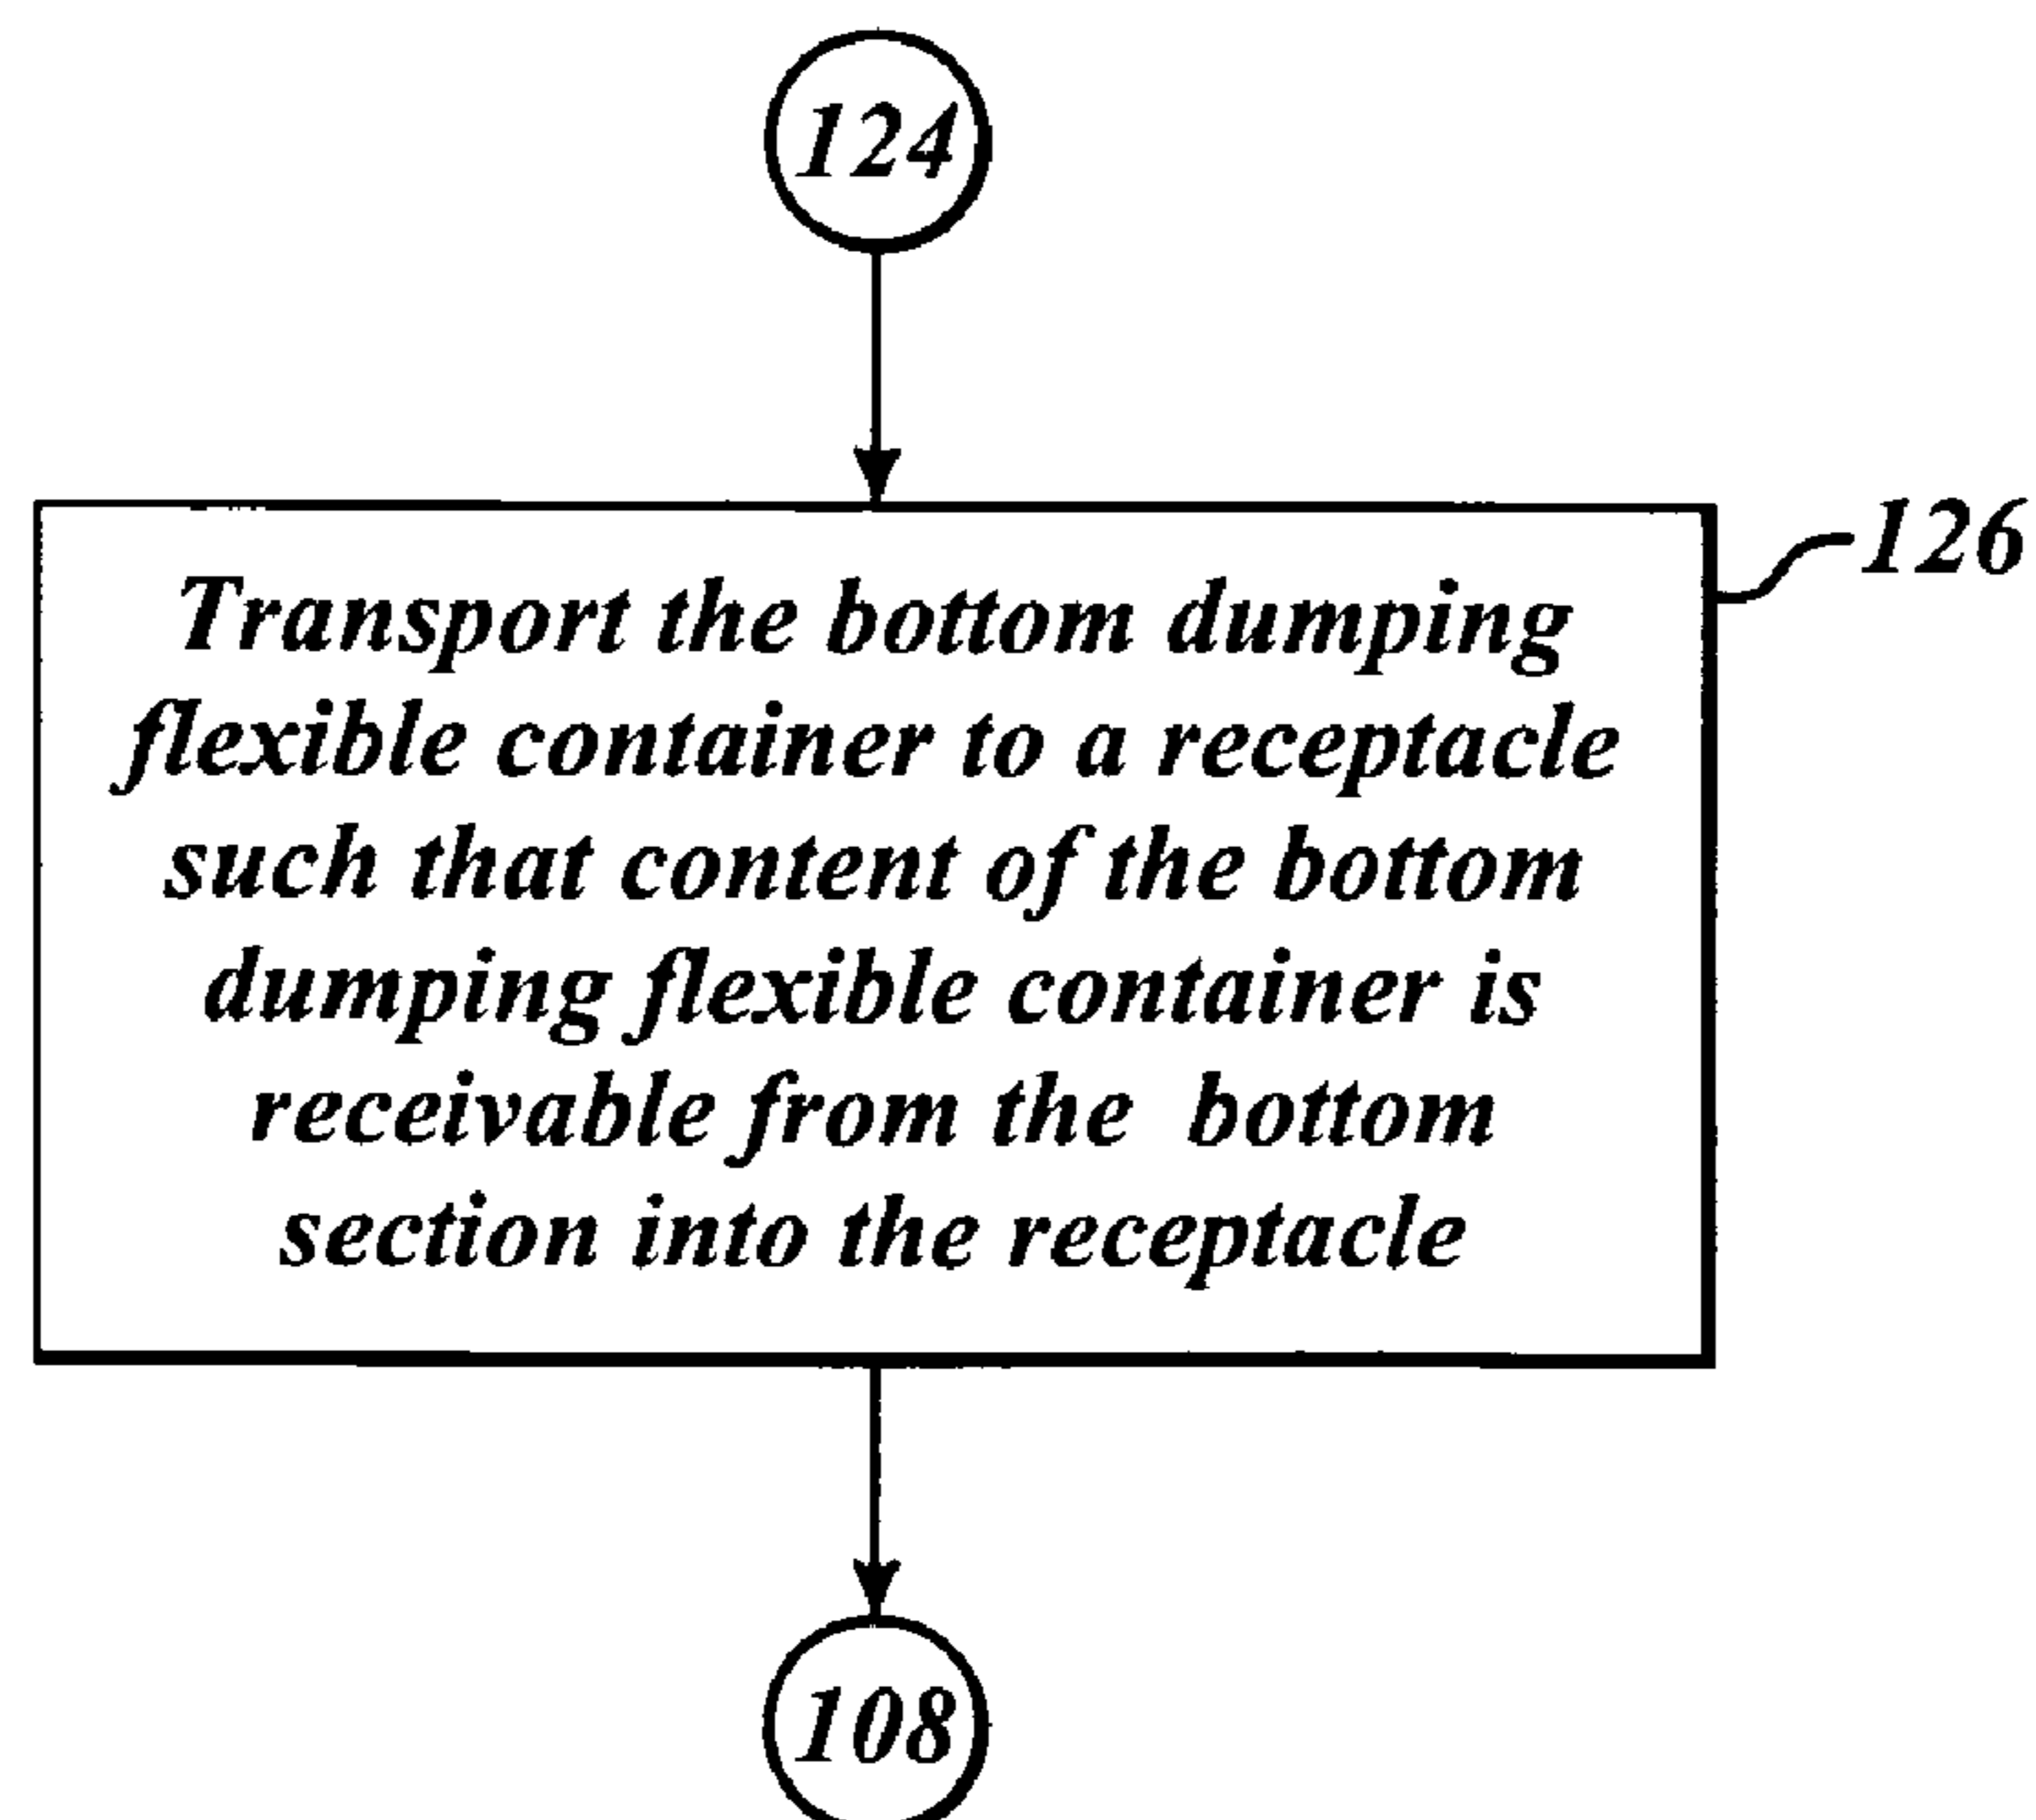 124
126
Transport the bottom dumping
flexible container to a receptacle
such that content of the bottom
dumping flexible container is
receivable from the bottom
section into the receptacle
108